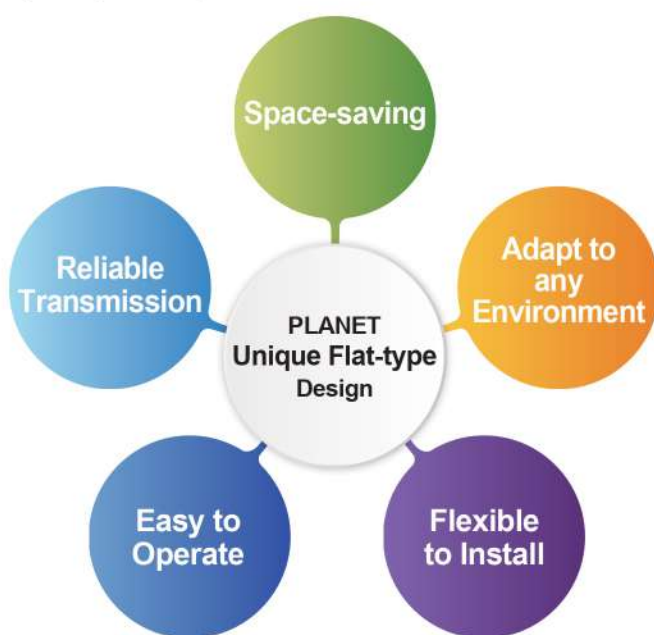 Space-saving
Reliable
Transmission
Adapt to
any
Environment
PLANET
Unique Flat-type
Design
Easy to
Operate
Flexible
to Install